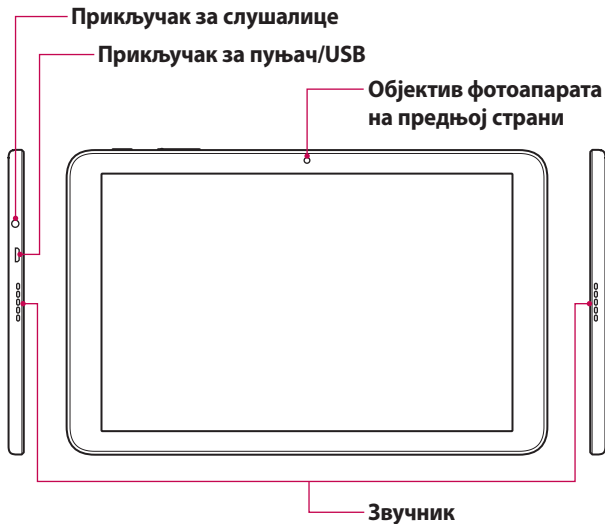 Прикључак за слушалице
Прикључак за пуњач/USB
Објектив фотоапарата
на предњој страни
Звучник